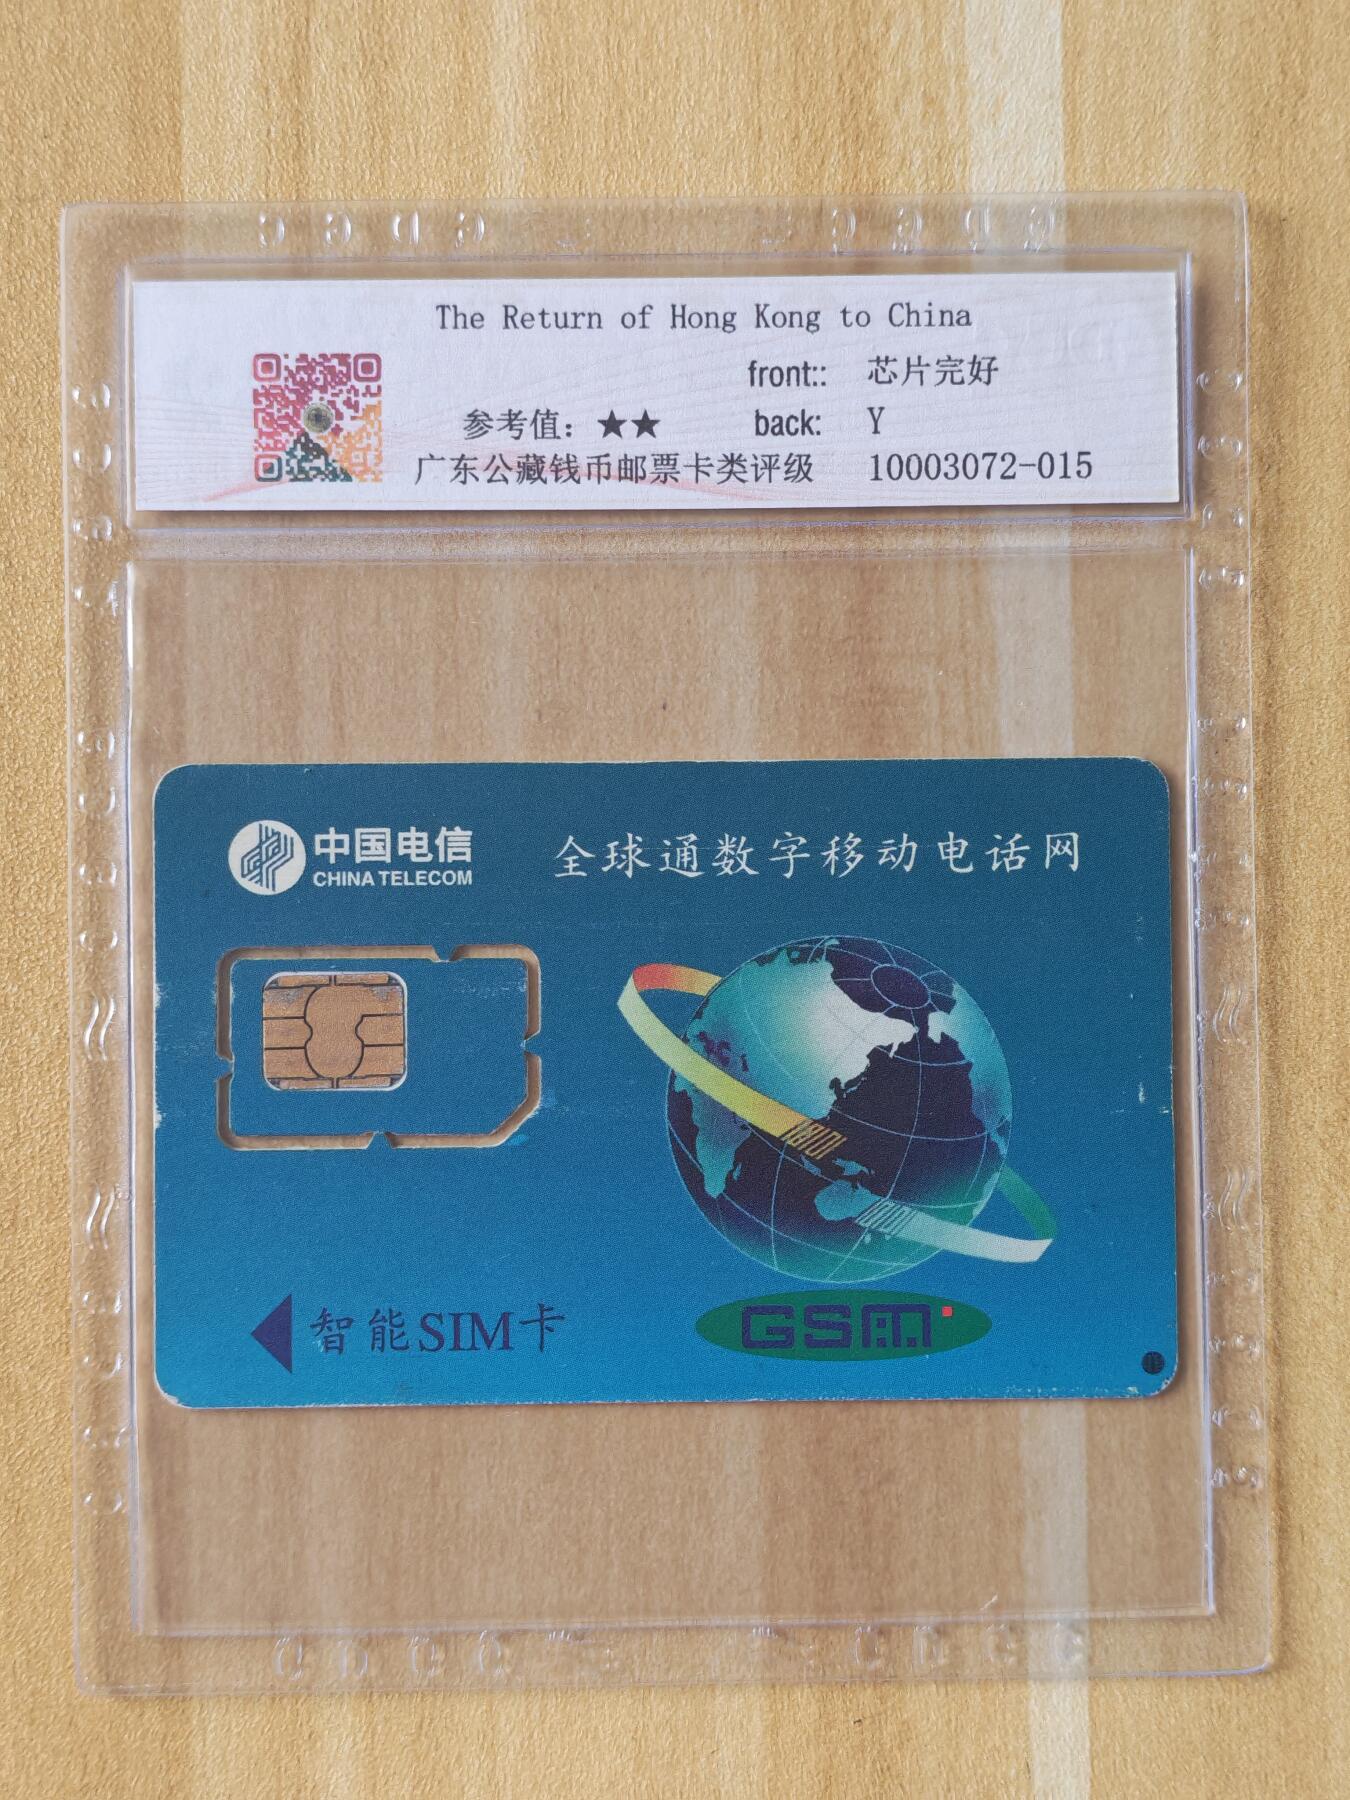 The Return of Hong Kong to China
front:: 芯片完好
参考值：★★ back: Y
广东公藏钱币邮票卡类评级 10003072-015
中国电信
CHINA TELECOM
全球通数字移动电话网
智能SIM卡
GSM